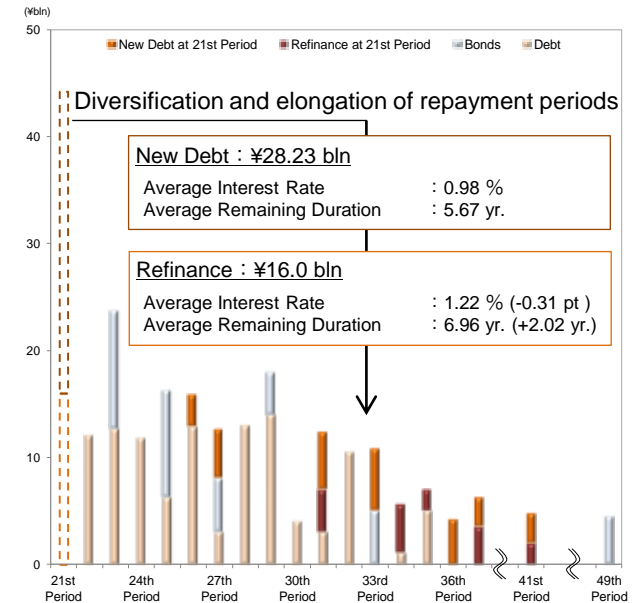 (¥bln)
50
New Debt at 21st Period
Refinance at 21st Period
Bonds
Debt
Diversification and elongation of repayment periods
40
New Debt：¥28.23 bln
Average Interest Rate : 0.98 %
Average Remaining Duration : 5.67 yr.
30
Refinance：¥16.0 bln
Average Interest Rate : 1.22 % (-0.31 pt )
Average Remaining Duration : 6.96 yr. (+2.02 yr.)
20
10
0
21st Period
24th Period
27th Period
30th Period
33rd Period
36th Period
41st Period
49th Period